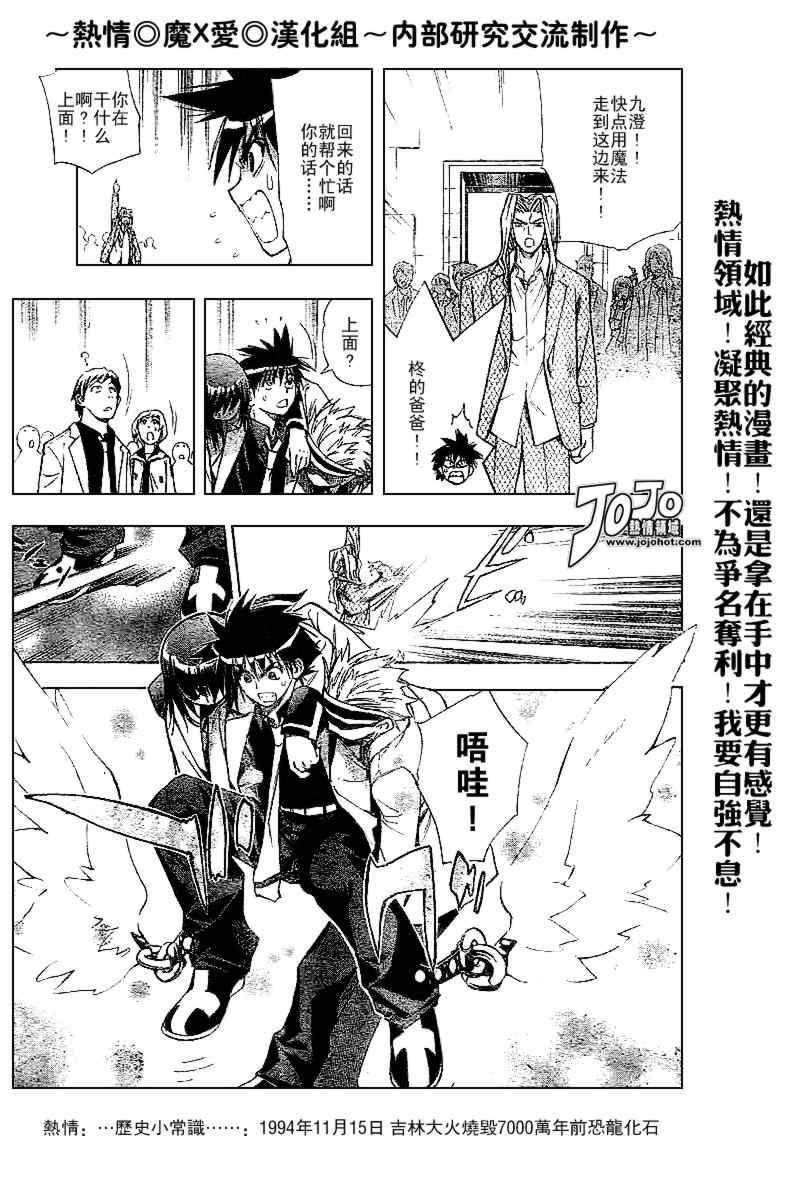 ～熱情◎魔X愛◎漢化組～内部研究交流制作～
九澄！！
快点用魔法
走到这边来！！
柊的爸爸！！
回来的话
就帮个忙啊
你的话……
你在
干什么
啊？！
上面！
上面？
?
JOJO
熱情領域
www.jojohot.com
唔哇！
如此經典的漫畫！還是拿在手中才更有感覺！
熱情領域！凝聚熱情！不為爭名奪利！我要自強不息！
熱情：…歷史小常識……：1994年11月15日 吉林大火燒毀7000萬年前恐龍化石